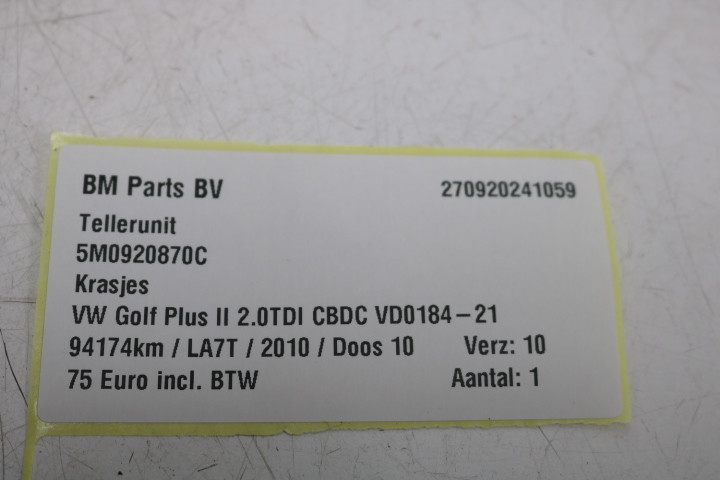 BM Parts BV 270920241059
Tellerunit
5M0920870C
Krasjes
VW Golf Plus II 2.0TDI CBDC VD0184-21
94174km / LA7T / 2010 / Doos 10 Verz: 10
75 Euro incl. BTW Aantal: 1